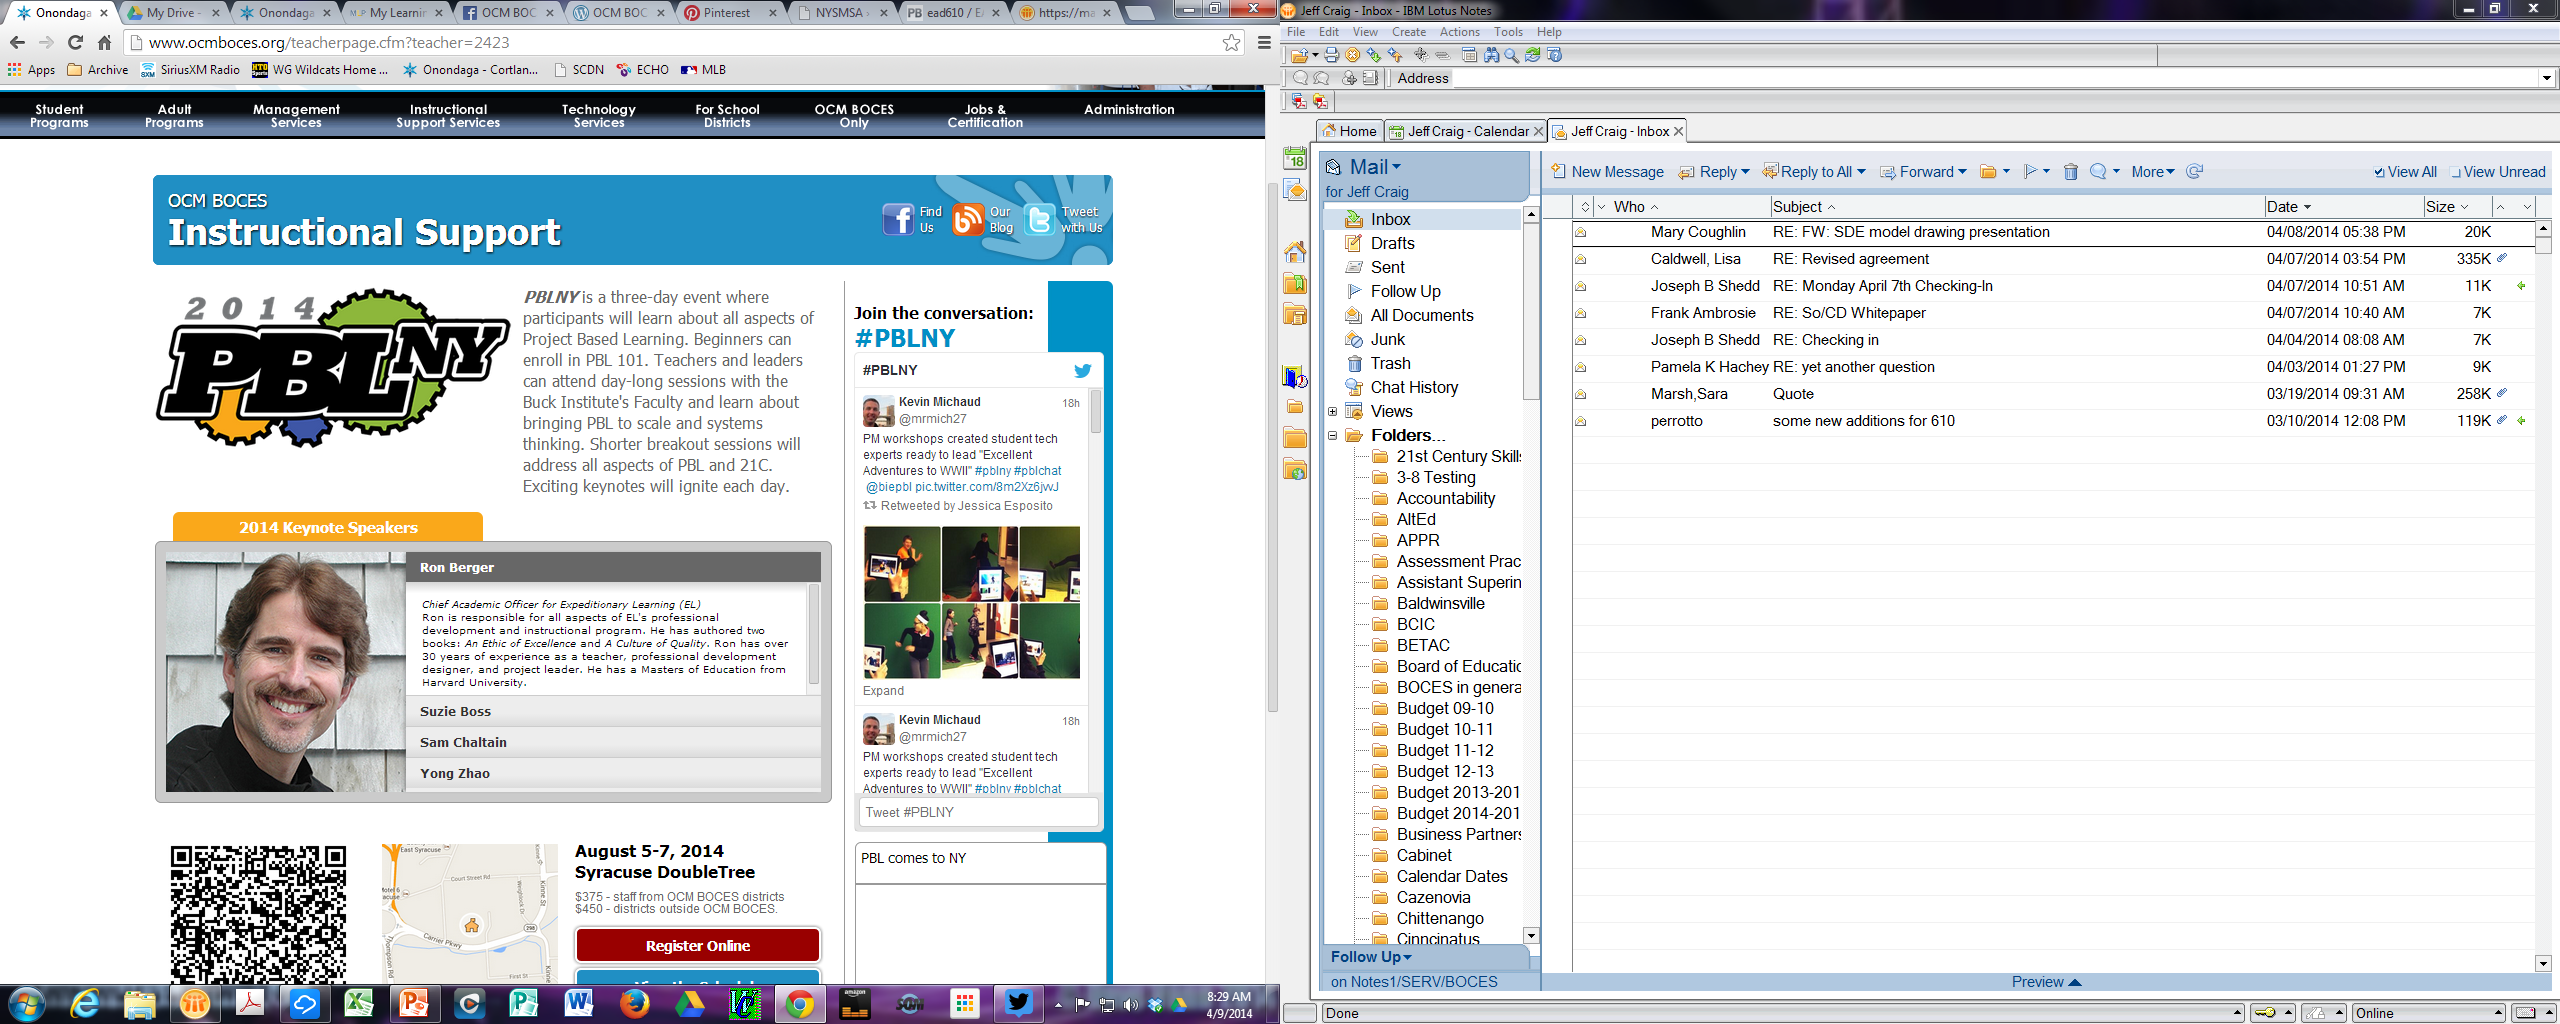 Onondaga
My Drive -
Onondaga
My Learnin
OCM BOC
OCM BOC
Pinterest
NYSMSA
ead610 / E
https://ma
www.ocmboces.org/teacherpage.cfm?teacher=2423
Apps
Archive
SiriusXM Radio
WG Wildcats Home ...
Onondaga - Cortlan...
SCDN
ECHO
MLB
Student
Programs
Adult
Programs
Management
Services
Instructional
Support Services
Technology
Services
For School
Districts
OCM BOCES
Only
Jobs &
Certification
Administration
OCM BOCES
Instructional Support
Find
Us
Our
Blog
Tweet
with Us
2014
PBLNY
PBLNY is a three-day event where
participants will learn about all aspects of
Project Based Learning. Beginners can
enroll in PBL 101. Teachers and leaders
can attend day-long sessions with the
Buck Institute's Faculty and learn about
bringing PBL to scale and systems
thinking. Shorter breakout sessions will
address all aspects of PBL and 21C.
Exciting keynotes will ignite each day.
2014 Keynote Speakers
Ron Berger
Chief Academic Officer for Expeditionary Learning (EL)
Ron is responsible for all aspects of EL's professional
development and instructional program. He has authored two
books: An Ethic of Excellence and A Culture of Quality. Ron has over
30 years of experience as a teacher, professional development
designer, and project leader. He has a Masters of Education from
Harvard University.
Suzie Boss
Sam Chaltain
Yong Zhao
Join the conversation:
#PBLNY
#PBLNY
Kevin Michaud
18h
@mrmich27
PM workshops created student tech
experts ready to lead "Excellent
Adventures to WWII" #pblny #pblchat
@biepbl pic.twitter.com/8m2Xz6jvvJ
Retweeted by Jessica Esposito
Expand
Kevin Michaud
18h
@mrmich27
PM workshops created student tech
experts ready to lead "Excellent
Adventures to WWII" #pblny #pblchat
Tweet #PBLNY
PBL comes to NY
East Syracuse
Motel 6
Court Street Rd
Carrier Pkwy
Thompson Rd
Kinne St
298
First St
August 5-7, 2014
Syracuse DoubleTree
$375 - staff from OCM BOCES districts
$450 - districts outside OCM BOCES.
Register Online
8:29 AM
4/9/2014
Jeff Craig - Inbox - IBM Lotus Notes
File
Edit
View
Create
Actions
Tools
Help
Address
Home
Jeff Craig - Calendar
Jeff Craig - Inbox
18
Mail
for Jeff Craig
Inbox
Drafts
Sent
Follow Up
All Documents
Junk
Trash
Chat History
Views
Folders...
21st Century Skills
3-8 Testing
Accountability
AltEd
APPR
Assessment Prac
Assistant Superin
Baldwinsville
BCIC
BETAC
Board of Educatio
BOCES in genera
Budget 09-10
Budget 10-11
Budget 11-12
Budget 12-13
Budget 2013-201
Budget 2014-201
Business Partners
Cabinet
Calendar Dates
Cazenovia
Chittenango
Cinncinatus
Follow Up
on Notes1/SERV/BOCES
New Message
Reply
Reply to All
Forward
More
View All
View Unread
Who
Subject
Date
Size
Mary Coughlin RE: FW: SDE model drawing presentation 04/08/2014 05:38 PM 20K
Caldwell, Lisa RE: Revised agreement 04/07/2014 03:54 PM 335K
Joseph B Shedd RE: Monday April 7th Checking-In 04/07/2014 10:51 AM 11K
Frank Ambrosie RE: So/CD Whitepaper 04/07/2014 10:40 AM 7K
Joseph B Shedd RE: Checking in 04/04/2014 08:08 AM 7K
Pamela K Hachey RE: yet another question 04/03/2014 01:27 PM 9K
Marsh,Sara Quote 03/19/2014 09:31 AM 258K
perrotto some new additions for 610 03/10/2014 12:08 PM 119K
Preview
Done
Online